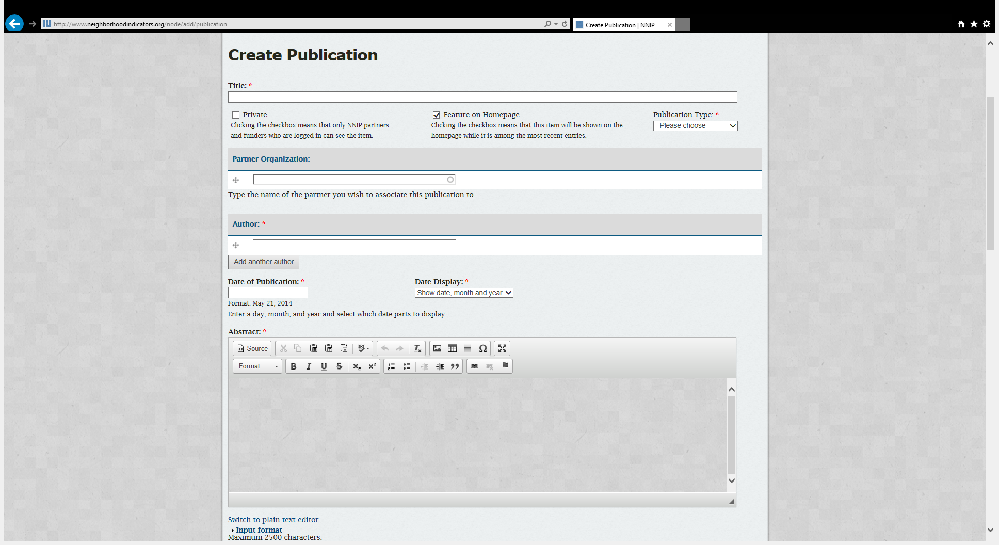 http://www.neighborhoodindicators.org/node/add/publication
Create Publication | NNIP
Create Publication
Title: *
Private
Clicking the checkbox means that only NNIP partners
and funders who are logged in can see the item.
Feature on Homepage
Clicking the checkbox means that this item will be shown on the
homepage while it is among the most recent entries.
Publication Type: *
- Please choose -
Partner Organization:
Type the name of the partner you wish to associate this publication to.
Author: *
Add another author
Date of Publication: *
Format: May 21, 2014
Date Display: *
Show date, month and year
Enter a day, month, and year and select which date parts to display.
Abstract: *
Source
ABC
Format
B I U S x₂ x²
Switch to plain text editor
Input format
Maximum 2500 characters.